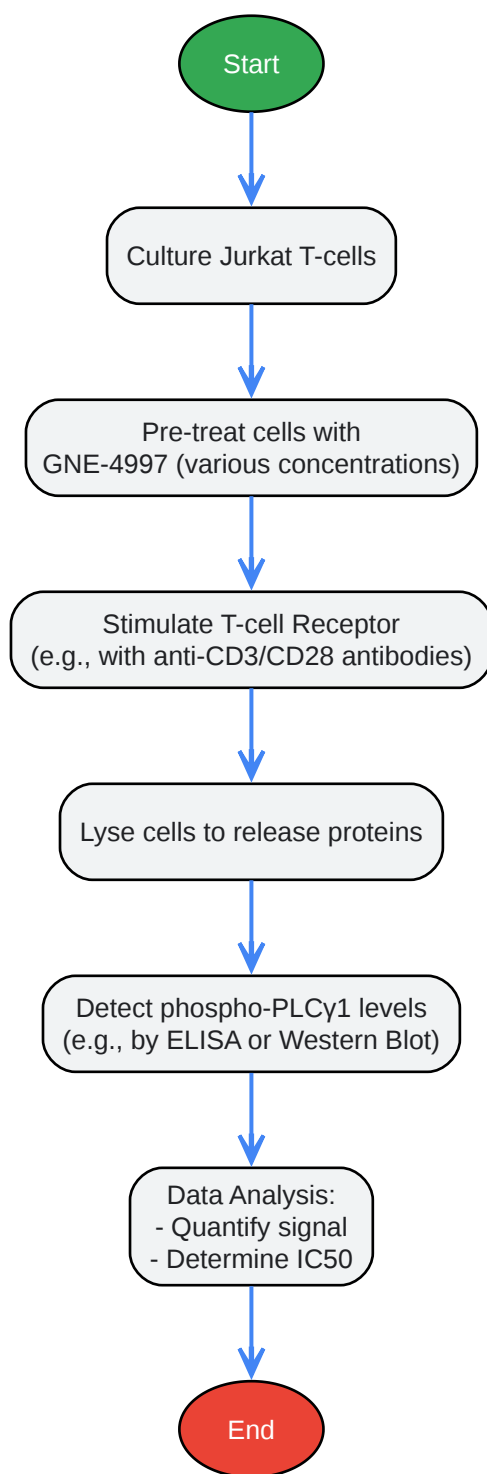 Start
Culture Jurkat T-cells
Pre-treat cells with
GNE-4997 (various concentrations)
Stimulate T-cell Receptor
(e.g., with anti-CD3/CD28 antibodies)
Lyse cells to release proteins
Detect phospho-PLCγ1 levels
(e.g., by ELISA or Western Blot)
Data Analysis:
- Quantify signal
- Determine IC50
End